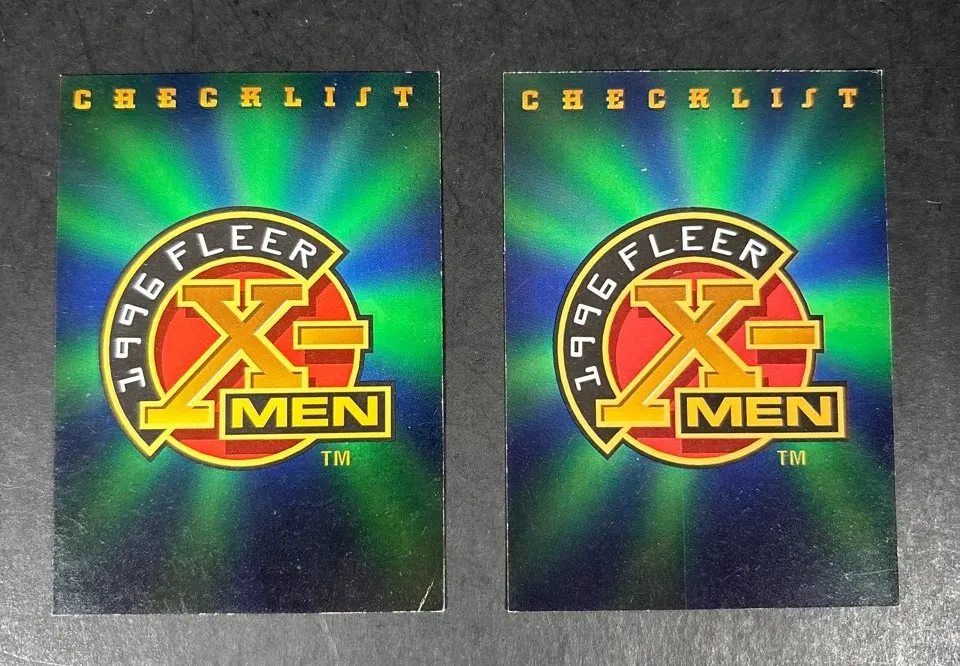 CHECKLIST
1996 FLEER
X-
MEN
TM
CHECKLIST
1996 FLEER
X-
MEN
TM